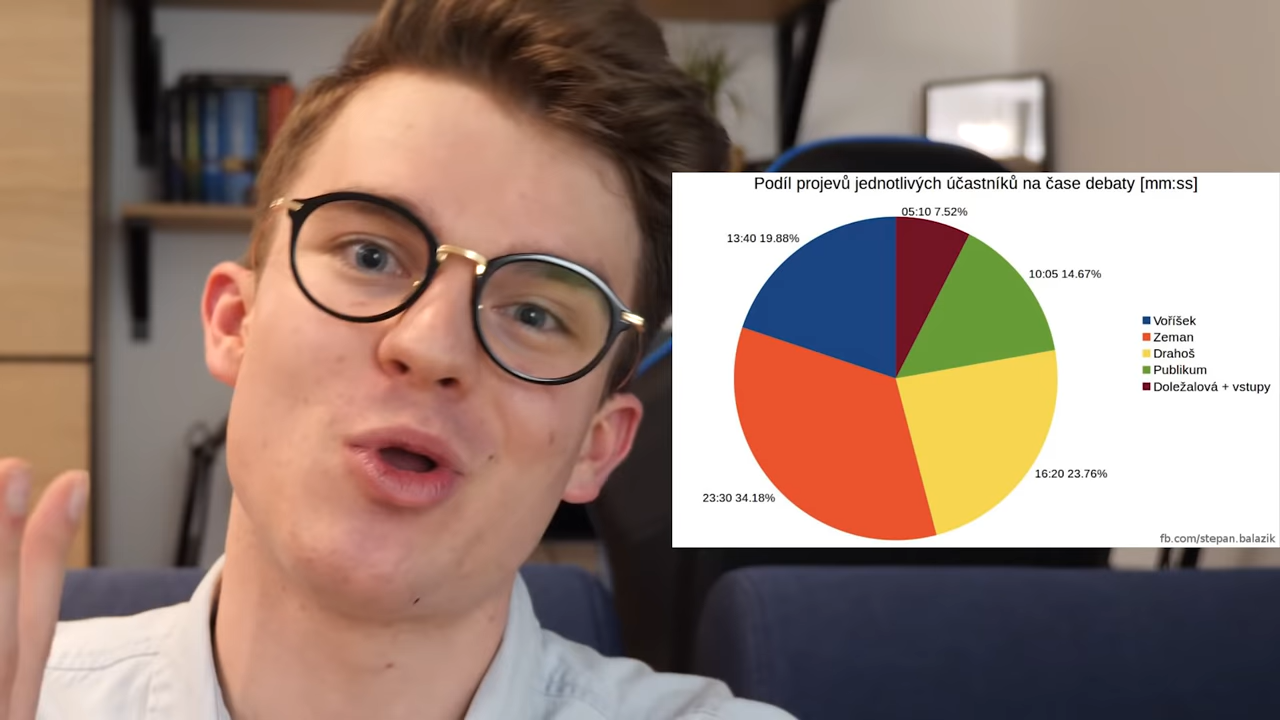 Podíl projevů jednotlivých účastníků na čase debaty [mm:ss]
05:10 7.52%
13:40 19.88%
10:05 14.67%
Voříšek
Zeman
Drahoš
Publikum
Doležalová + vstupy
16:20 23.76%
23:30 34.18%
fb.com/stepan.balazik